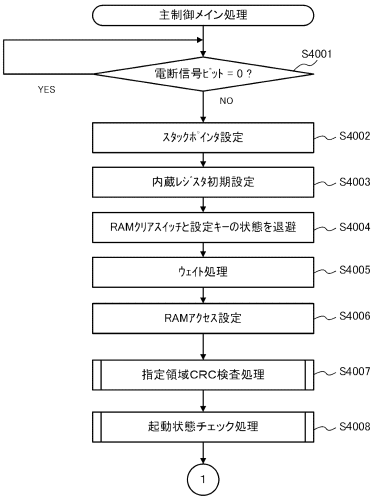 主制御メイン処理
S4001
電断信号ビット = 0 ?
YES
NO
スタックポインタ設定
S4002
内蔵レジスタ初期設定
S4003
RAMクリアスイッチと設定キーの状態を退避
S4004
ウェイト処理
S4005
RAMアクセス設定
S4006
指定領域CRC検査処理
S4007
起動状態チェック処理
S4008
1